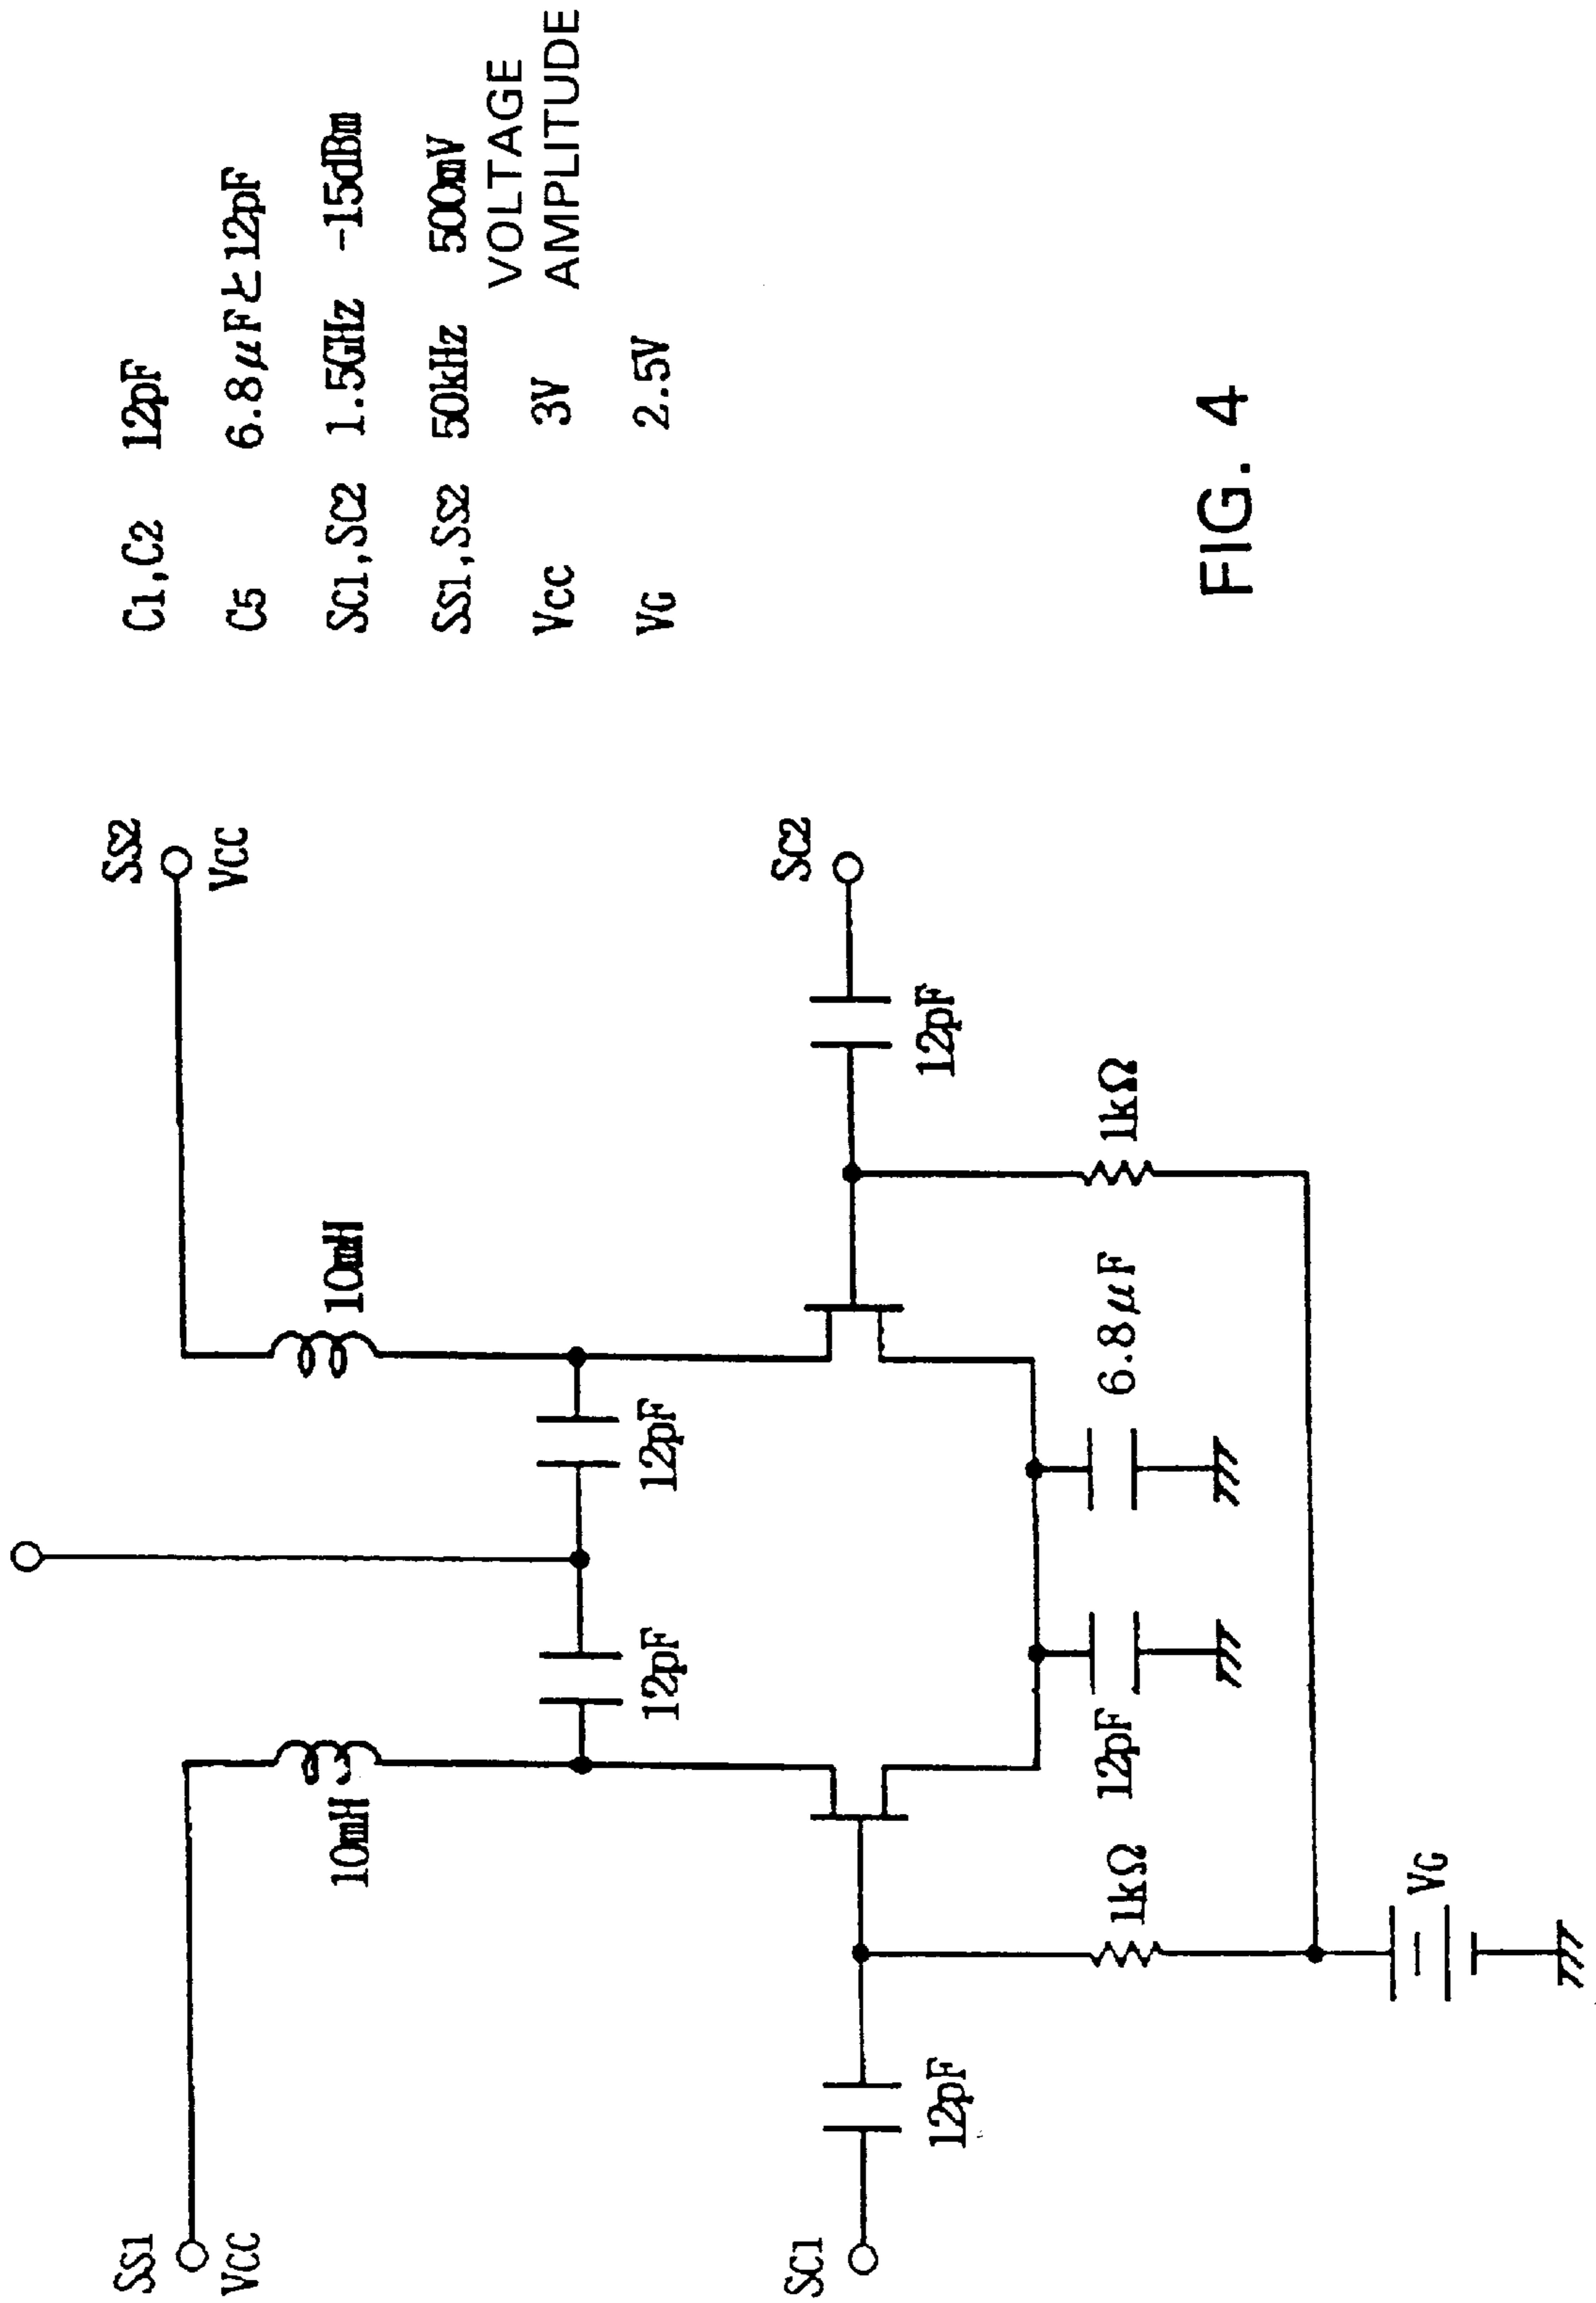 SS1
VCC
SS2
VCC
10mH
10mH
12pF
12pF
SC1
SC2
12pF
12pF
1kΩ
12pF
6.8μF
1kΩ
VG
C1,C2 12pF
C5 6.8μFと12pF
SC1,SC2 1.5GHz -15dBm
SS1,SS2 50kHz 500mV
VOLTAGE
AMPLITUDE
VCC 3V
VG 2.5V
FIG. 4